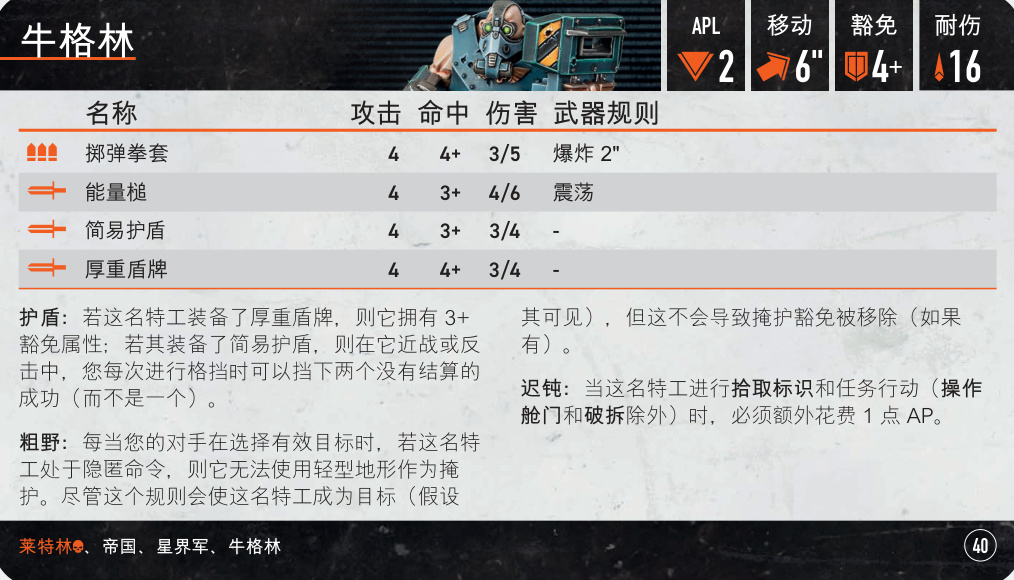 牛格林
APL 移动 豁免 耐伤
2 6" 4+ 16
名称 攻击 命中 伤害 武器规则
掷弹拳套 4 4+ 3/5 爆炸 2"
能量槌 4 3+ 4/6 震荡
简易护盾 4 3+ 3/4 -
厚重盾牌 4 4+ 3/4 -
护盾：若这名特工装备了厚重盾牌，则它拥有 3+
豁免属性；若其装备了简易护盾，则在它近战或反
击中，您每次进行格挡时可以挡下两个没有结算的
成功（而不是一个）。
粗野：每当您的对手在选择有效目标时，若这名特
工处于隐匿命令，则它无法使用轻型地形作为掩
护。尽管这个规则会使这名特工成为目标（假设
其可见），但这不会导致掩护豁免被移除（如果
有）。
迟钝：当这名特工进行拾取标识和任务行动（操作
舱门和破拆除外）时，必须额外花费 1 点 AP。
莱特林、帝国、星界军、牛格林
40